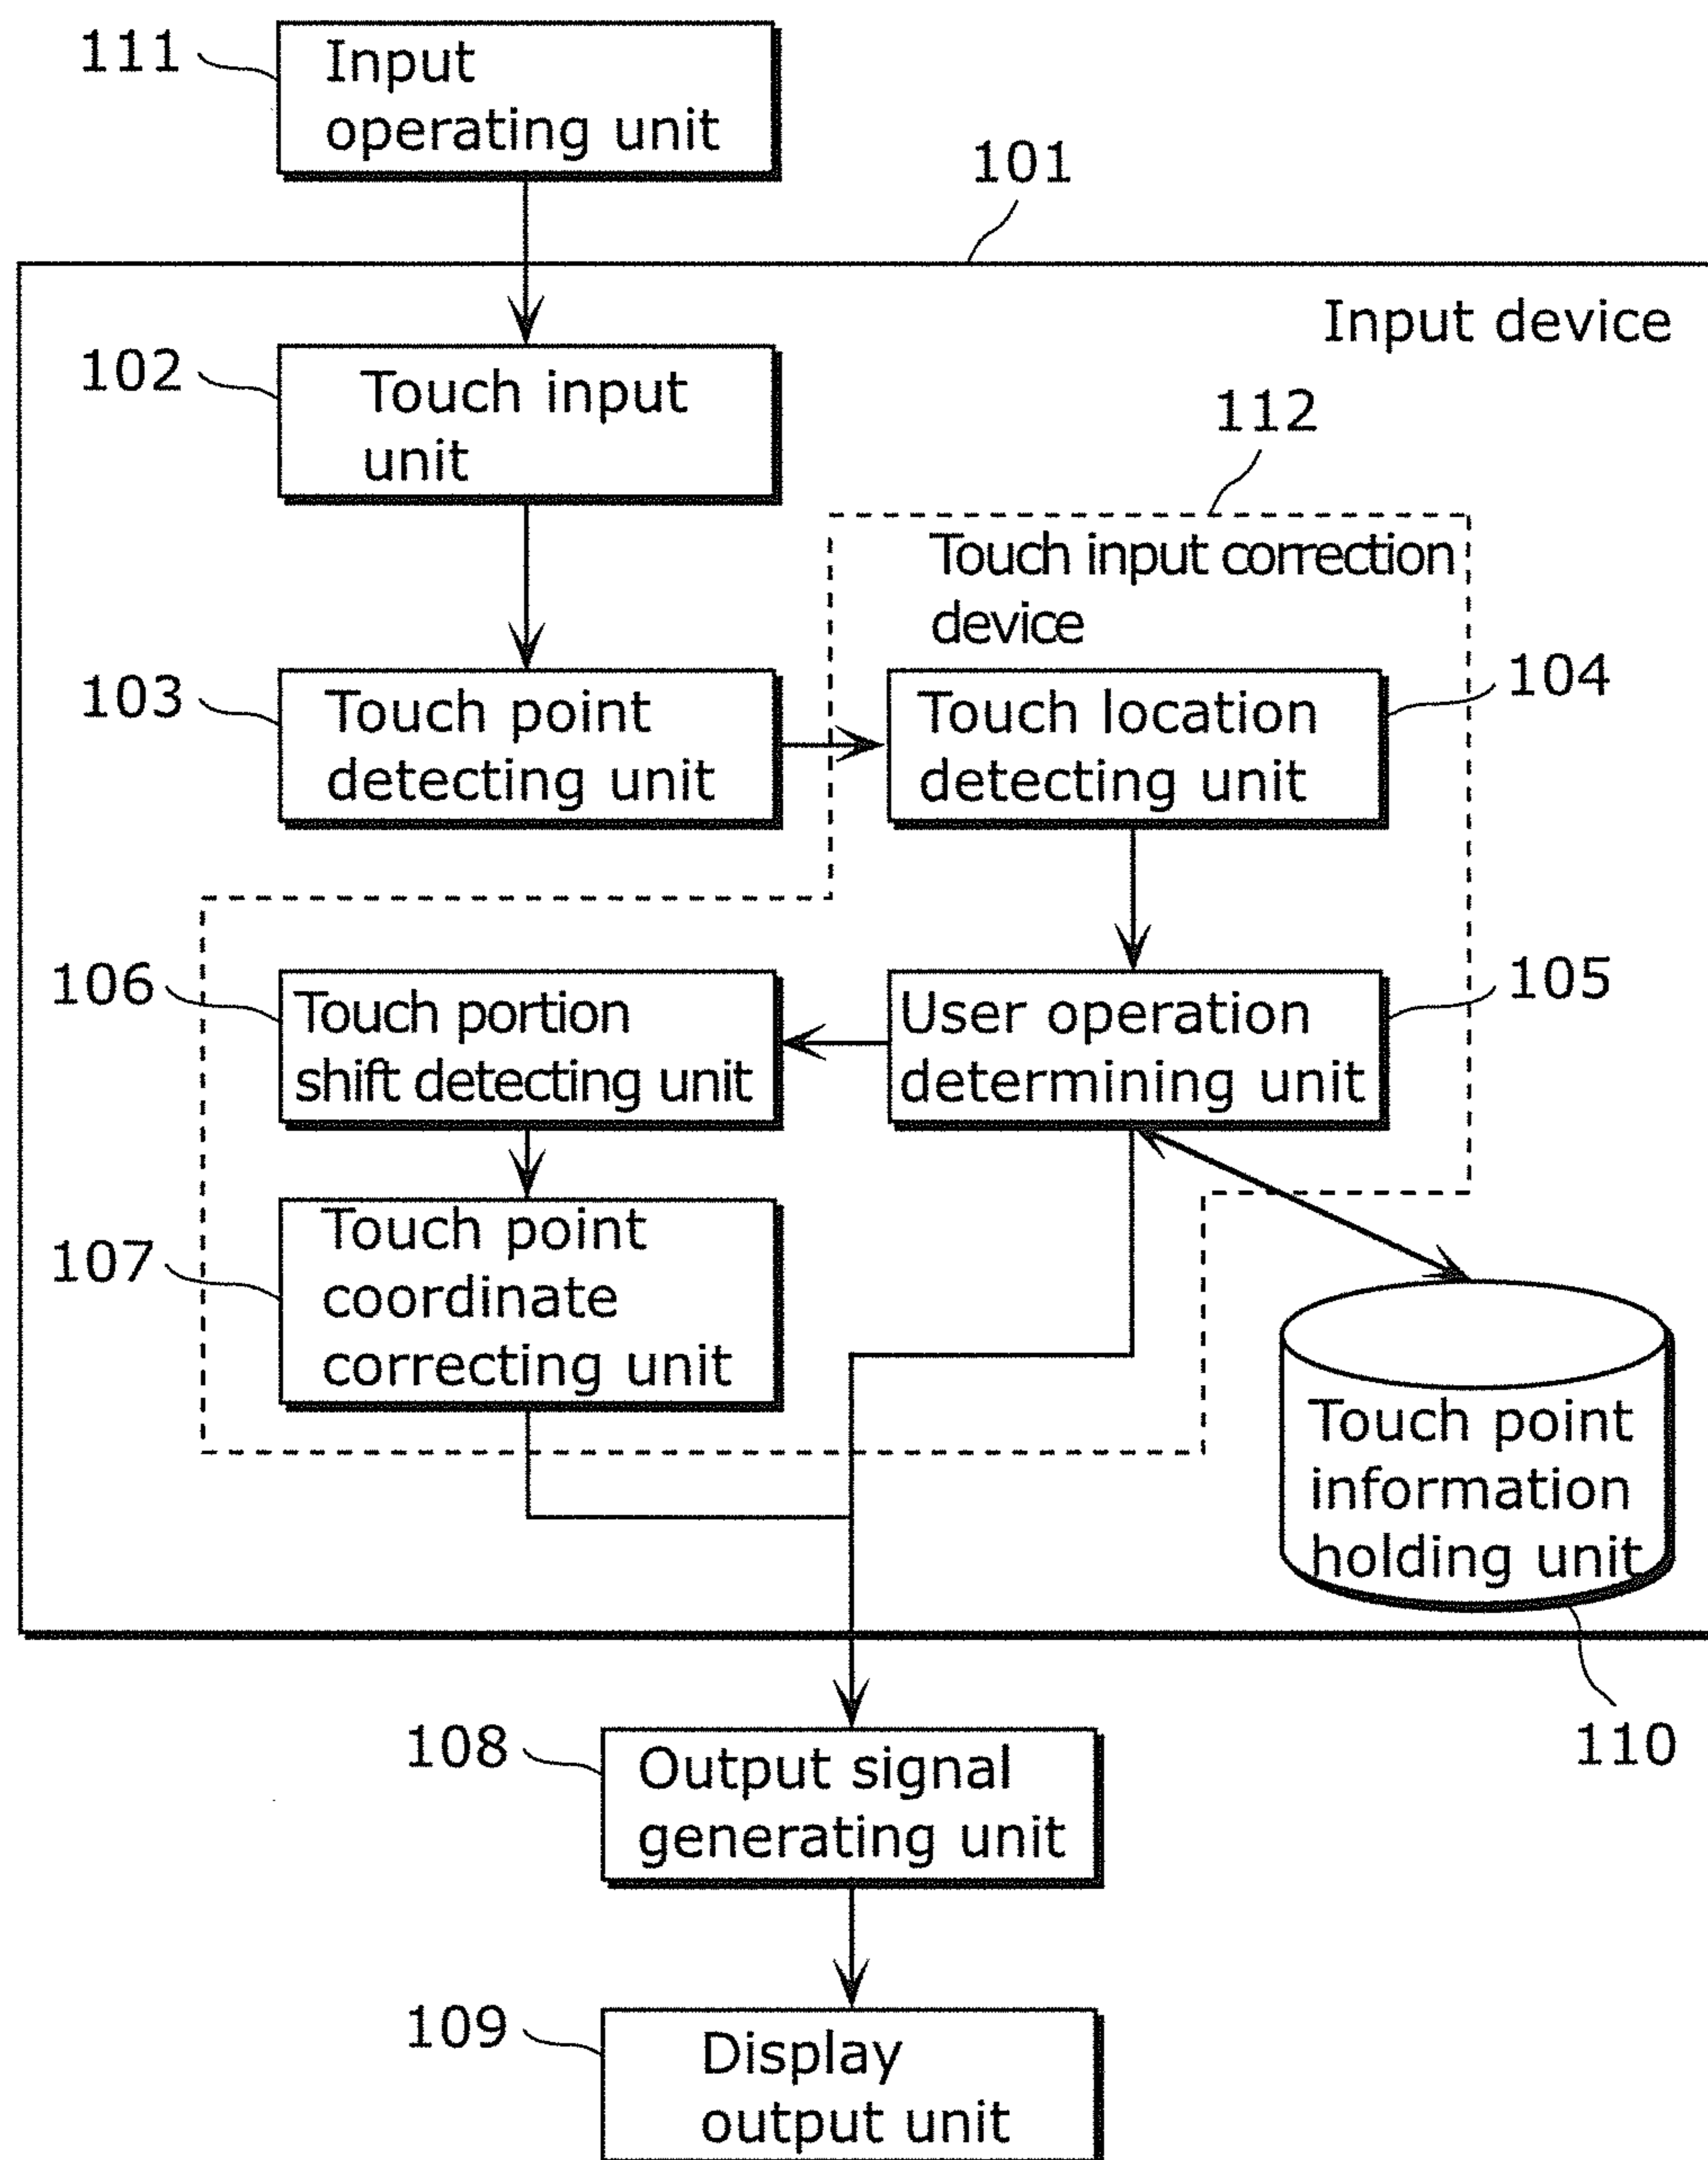 111
Input
operating unit
101
Input device
102
Touch input
unit
112
Touch input correction
device
103
Touch point
detecting unit
104
Touch location
detecting unit
106
Touch portion
shift detecting unit
105
User operation
determining unit
107
Touch point
coordinate
correcting unit
Touch point
information
holding unit
110
108
Output signal
generating unit
109
Display
output unit